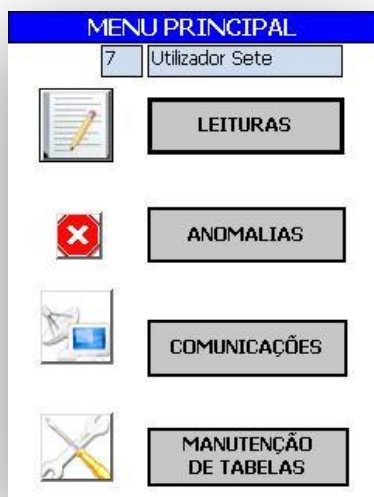 MENU PRINCIPAL
7 Utilizador Sete
LEITURAS
ANOMALIAS
COMUNICAÇÕES
MANUTENÇÃO
DE TABELAS